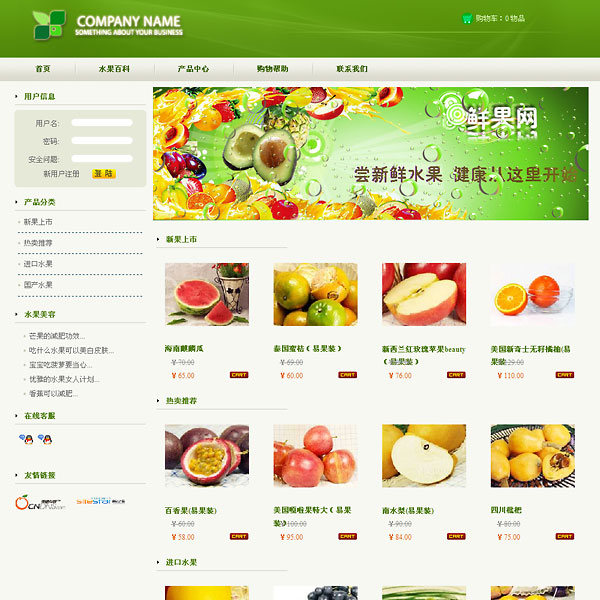 COMPANY NAME
SOMETHING ABOUT YOUR BUSINESS
购物车：0 物品
首页
水果百科
产品中心
购物帮助
联系我们
用户信息
用户名:
密码:
安全问题:
新用户注册
登 陆
产品分类
新果上市
热卖推荐
进口水果
国产水果
水果美容
芒果的减肥功效...
吃什么水果可以美白皮肤...
宝宝吃菠萝要当心...
优雅的水果女人计划...
香蕉可以减肥...
在线客服
友情链接
鲜果网
尝新鲜水果 健康从这里开始
新果上市
海南麒麟瓜
￥ 70.00
￥ 65.00
CART
泰国蜜桔（易果装）
￥ 69.00
￥ 60.00
CART
新西兰红玫瑰苹果beauty
（易果装）
￥ 76.00
CART
美国新奇士无籽橘柚(易
果装)
￥ 110.00
CART
热卖推荐
百香果(易果装)
￥ 60.00
￥ 58.00
CART
美国嘎啦果特大（易果
装）
￥ 95.00
CART
南水梨(易果装)
￥ 90.00
￥ 84.00
CART
四川枇杷
￥ 80.00
￥ 75.00
CART
进口水果